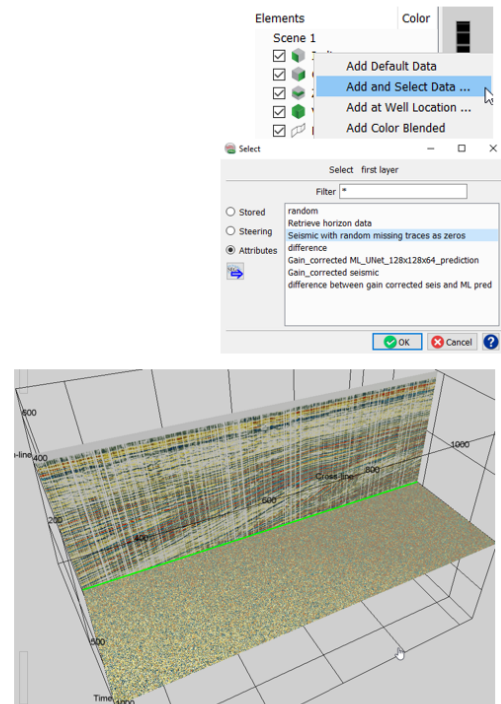 Elements Color
Scene 1
Add Default Data
Add and Select Data ...
Add at Well Location ...
Add Color Blended
Select
Select first layer
Filter *
Stored
Steering
Attributes
random
Retrieve horizon data
Seismic with random missing traces as zeros
difference
Gain_corrected ML_UNet_128x128x64_prediction
Gain_corrected seismic
difference between gain corrected seis and ML pred
OK Cancel ?
600
400
200
400
Cross-line
600
800
1000
500
Time
1000